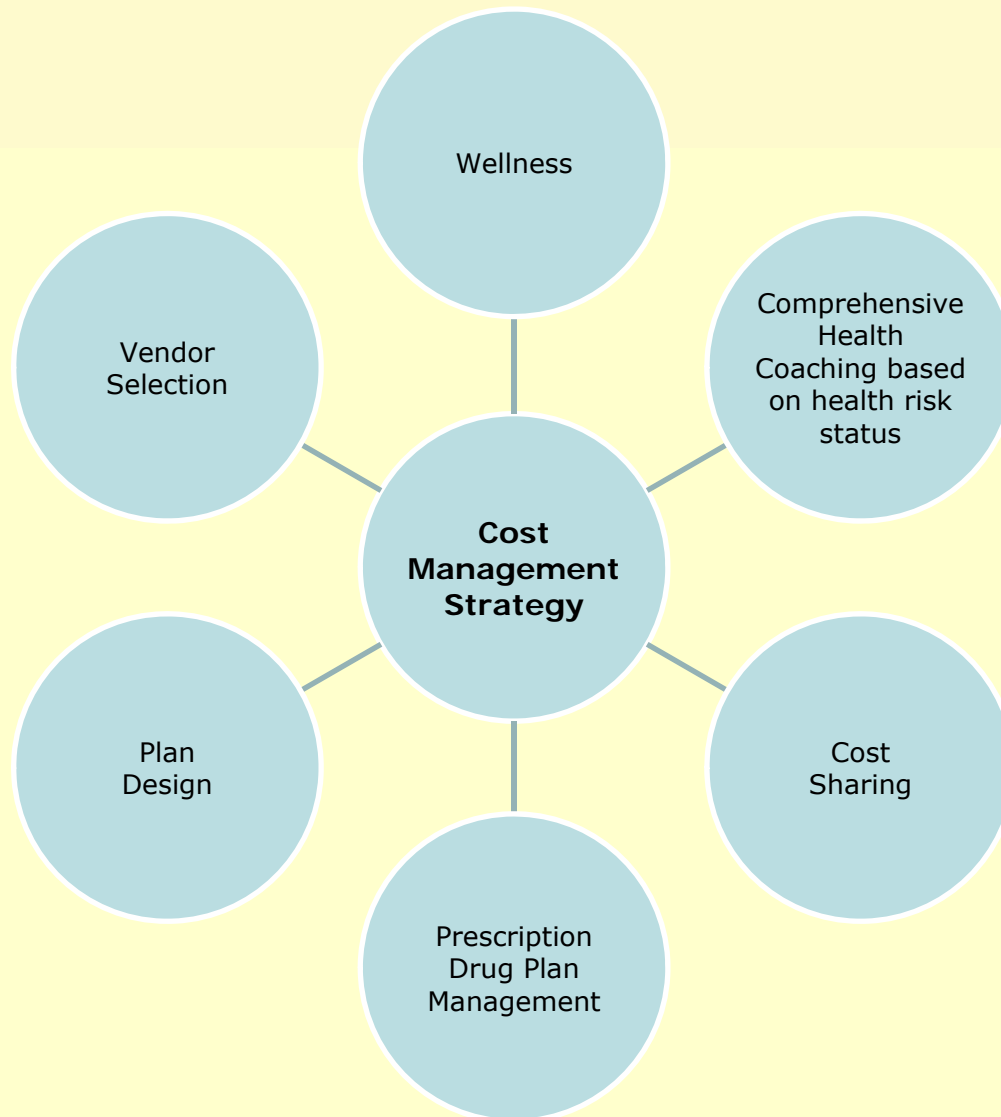 Wellness
Comprehensive
Health
Coaching based
on health risk
status
Vendor
Selection
Cost
Management
Strategy
Plan
Design
Cost
Sharing
Prescription
Drug Plan
Management